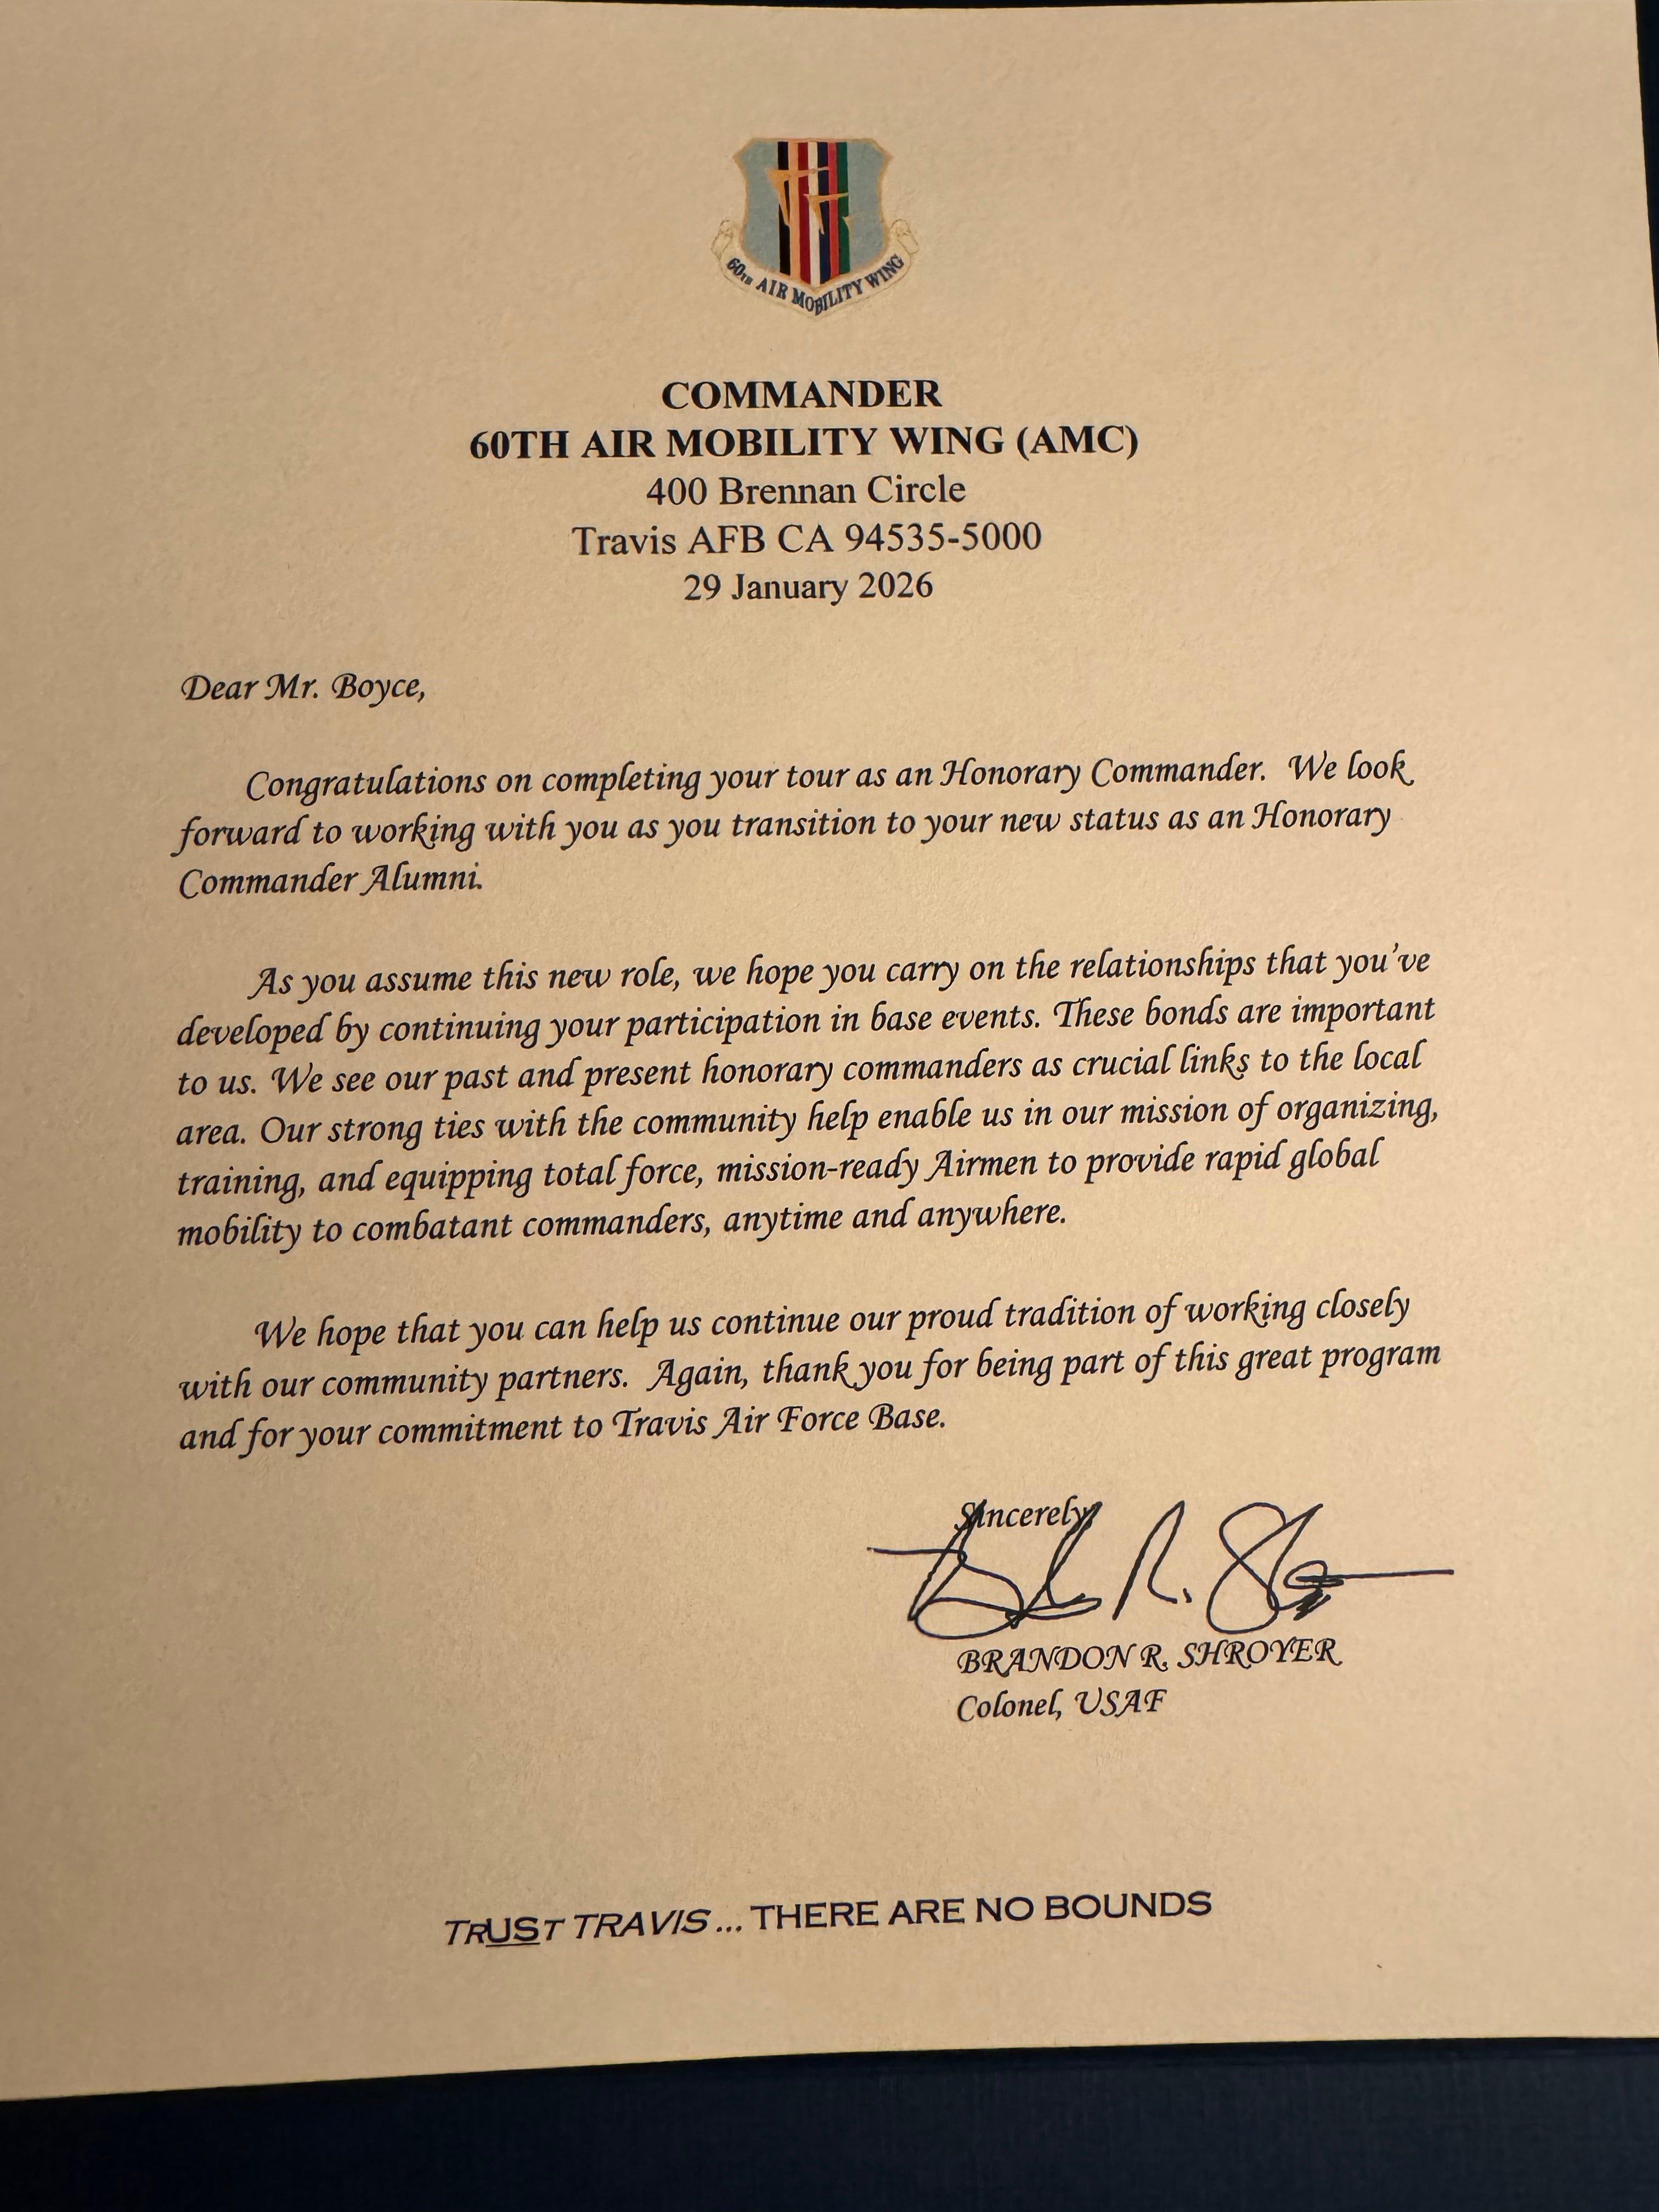 60TH AIR MOBILITY WING
COMMANDER
60TH AIR MOBILITY WING (AMC)
400 Brennan Circle
Travis AFB CA 94535-5000
29 January 2026
Dear Mr. Boyce,
Congratulations on completing your tour as an Honorary Commander.  We look
forward to working with you as you transition to your new status as an Honorary
Commander Alumni.
As you assume this new role, we hope you carry on the relationships that you've
developed by continuing your participation in base events. These bonds are important
to us. We see our past and present honorary commanders as crucial links to the local
area. Our strong ties with the community help enable us in our mission of organizing,
training, and equipping total force, mission-ready Airmen to provide rapid global
mobility to combatant commanders, anytime and anywhere.
We hope that you can help us continue our proud tradition of working closely
with our community partners.  Again, thank you for being part of this great program
and for your commitment to Travis Air Force Base.
Sincerely,
BRANDON R. SHROYER
Colonel, USAF
TRUST TRAVIS... THERE ARE NO BOUNDS